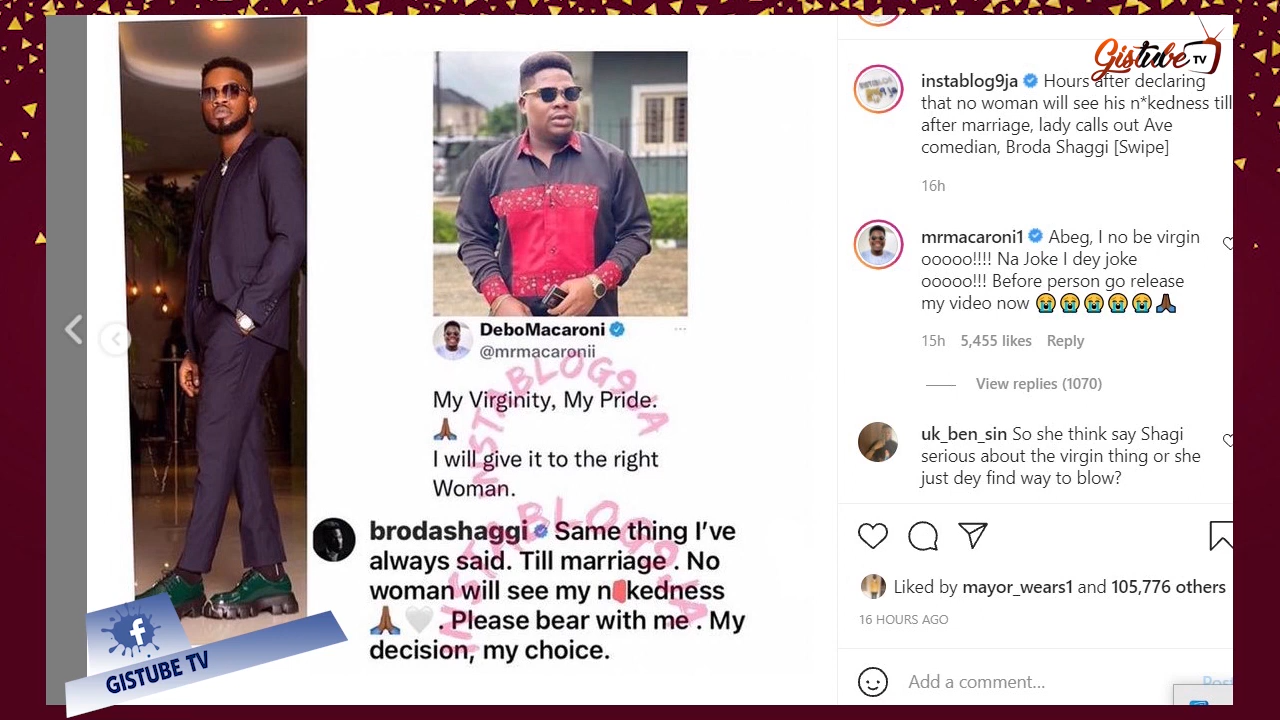 Gistube TV
instablog9ja Hours after declaring
that no woman will see his n*kedness till
after marriage, lady calls out Ave
comedian, Broda Shaggi [Swipe]
16h
mrmacaroni1 Abeg, I no be virgin
ooooo!!!! Na Joke I dey joke
ooooo!!! Before person go release
my video now 😭😭😭😭😭🙏🏿
15h 5,455 likes Reply
View replies (1070)
uk_ben_sin So she think say Shagi
serious about the virgin thing or she
just dey find way to blow?
Liked by mayor_wears1 and 105,776 others
16 HOURS AGO
Add a comment... Post
DeboMacaroni
@mrmacaronii
My Virginity, My Pride.
🙏🏿
I will give it to the right
Woman.
brodashaggi Same thing I've
always said. Till marriage . No
woman will see my n kedness
🙏🏿🤍. Please bear with me . My
decision, my choice.
INSTABLOG9JA
INSTABLOG9JA
f
GISTUBE TV